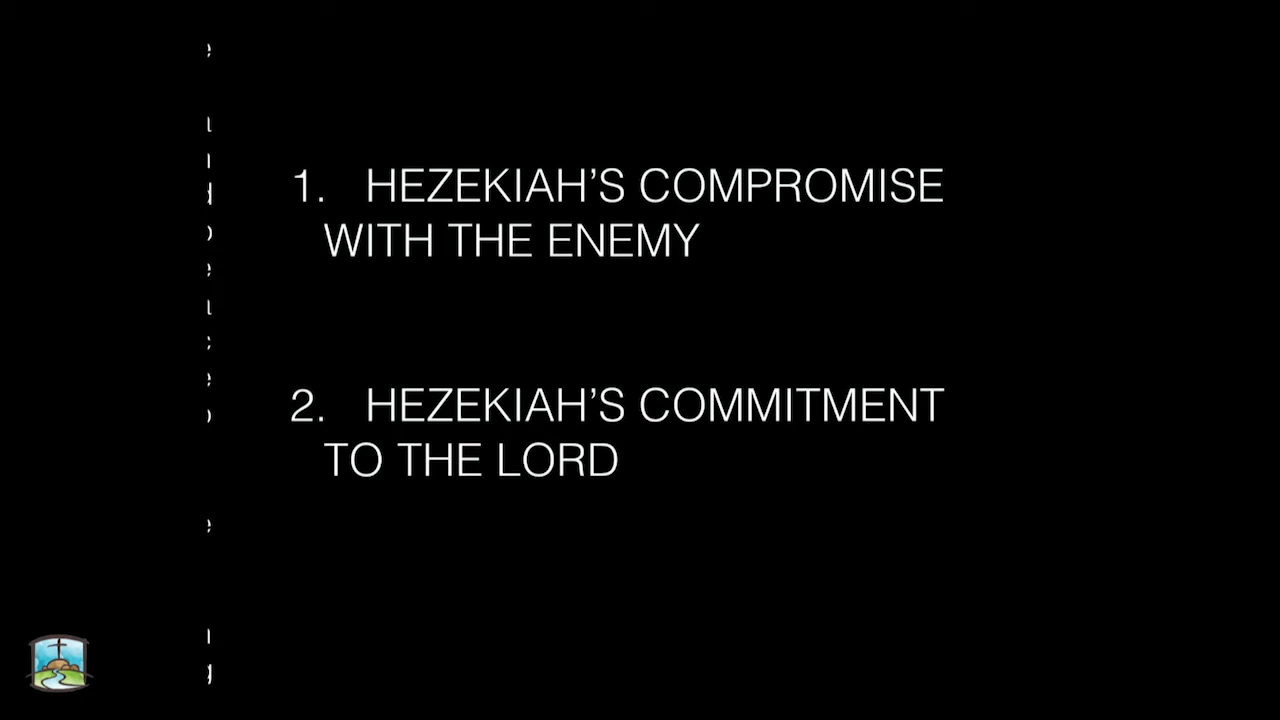 1. HEZEKIAH’S COMPROMISE
WITH THE ENEMY
2. HEZEKIAH’S COMMITMENT
TO THE LORD